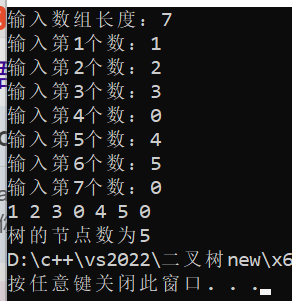 输入数组长度：7
输入第1个数：1
输入第2个数：2
输入第3个数：3
输入第4个数：0
输入第5个数：4
输入第6个数：5
输入第7个数：0
1 2 3 0 4 5 0
树的节点数为5
D:\c++\vs2022\二叉树new\x6
按任意键关闭此窗口. . .